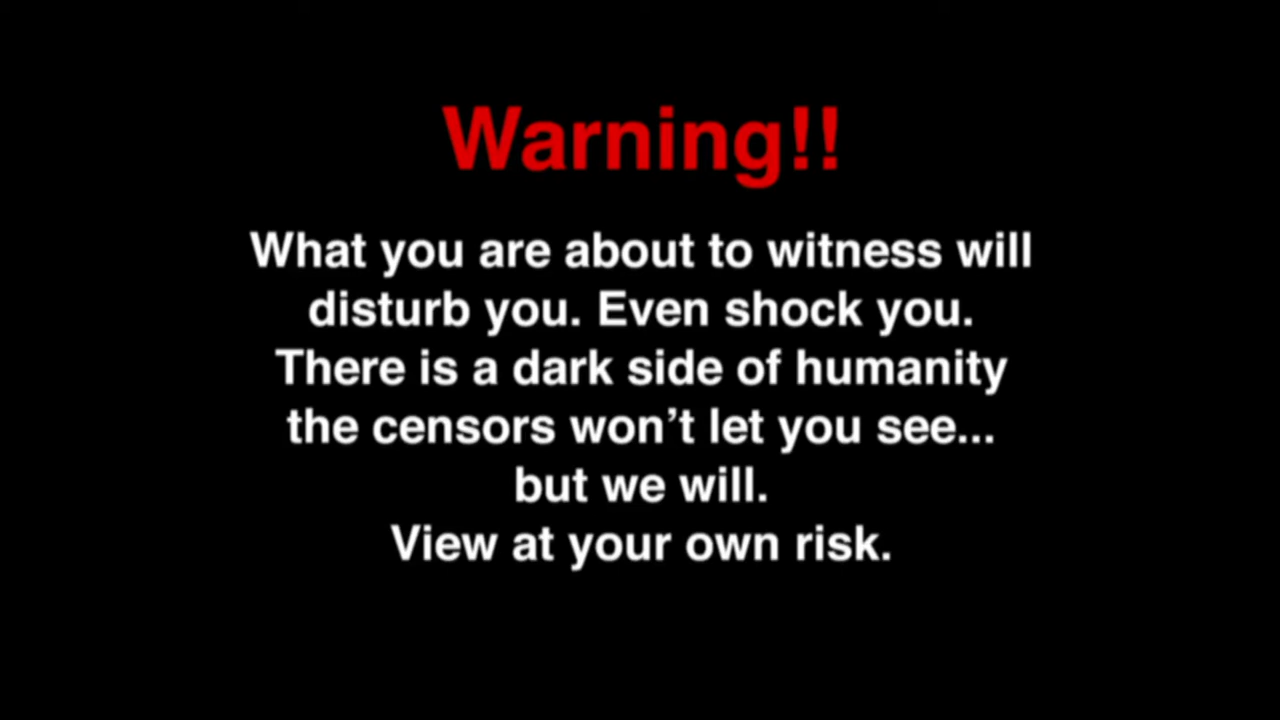 Warning!!
What you are about to witness will
disturb you. Even shock you.
There is a dark side of humanity
the censors won’t let you see...
but we will.
View at your own risk.